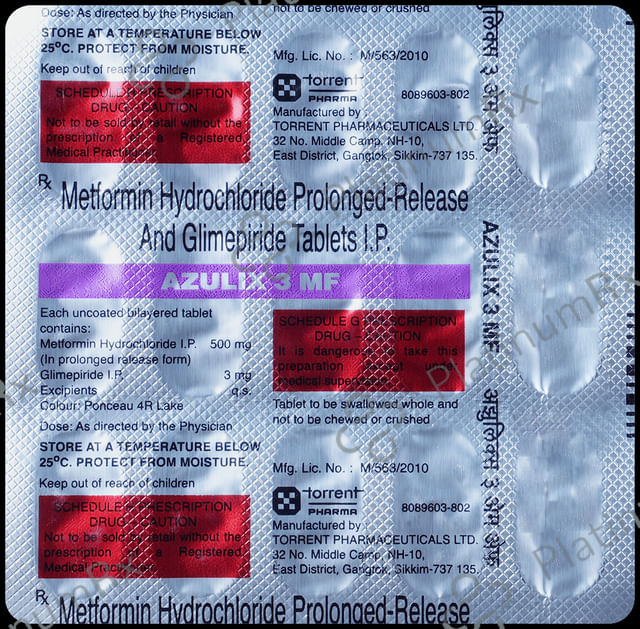 Dose: As directed by the Physician
STORE AT A TEMPERATURE BELOW
25ºC. PROTECT FROM MOISTURE.
Keep out of reach of children
SCHEDULE H PRESCRIPTION
DRUG - CAUTION
Not to be sold by retail without the
prescription of a Registered
Medical Practitioner.
not to be chewed or crushed
Mfg. Lic. No. : M/563/2010
torrent
PHARMA
8089603-802
Manufactured by :
TORRENT PHARMACEUTICALS LTD.
32 No. Middle Camp, NH-10,
East District, Gangtok, Sikkim-737 135.
Rx Metformin Hydrochloride Prolonged-Release
And Glimepiride Tablets I.P.
AZULIX 3 MF
Each uncoated bilayered tablet
contains:
Metformin Hydrochloride I.P. 500 mg
(In prolonged release form)
Glimepiride I.P. 3 mg
Excipients q.s.
Colour: Ponceau 4R Lake
Dose: As directed by the Physician
STORE AT A TEMPERATURE BELOW
25ºC. PROTECT FROM MOISTURE.
Keep out of reach of children
SCHEDULE H PRESCRIPTION
DRUG - CAUTION
Not to be sold by retail without the
prescription of a Registered
Medical Practitioner.
SCHEDULE G PRESCRIPTION
DRUG - CAUTION
It is dangerous to take this
preparation except under
medical supervision.
Tablet to be swallowed whole and
not to be chewed or crushed
Mfg. Lic. No. : M/563/2010
torrent
PHARMA
8089603-802
Manufactured by :
TORRENT PHARMACEUTICALS LTD.
32 No. Middle Camp, NH-10,
East District, Gangtok, Sikkim-737 135.
Rx Metformin Hydrochloride Prolonged-Release
अज़ुलिक्स ३ एम एफ
AZULIX 3 MF
अज़ुलिक्स ३ एम एफ
PlatinumRx